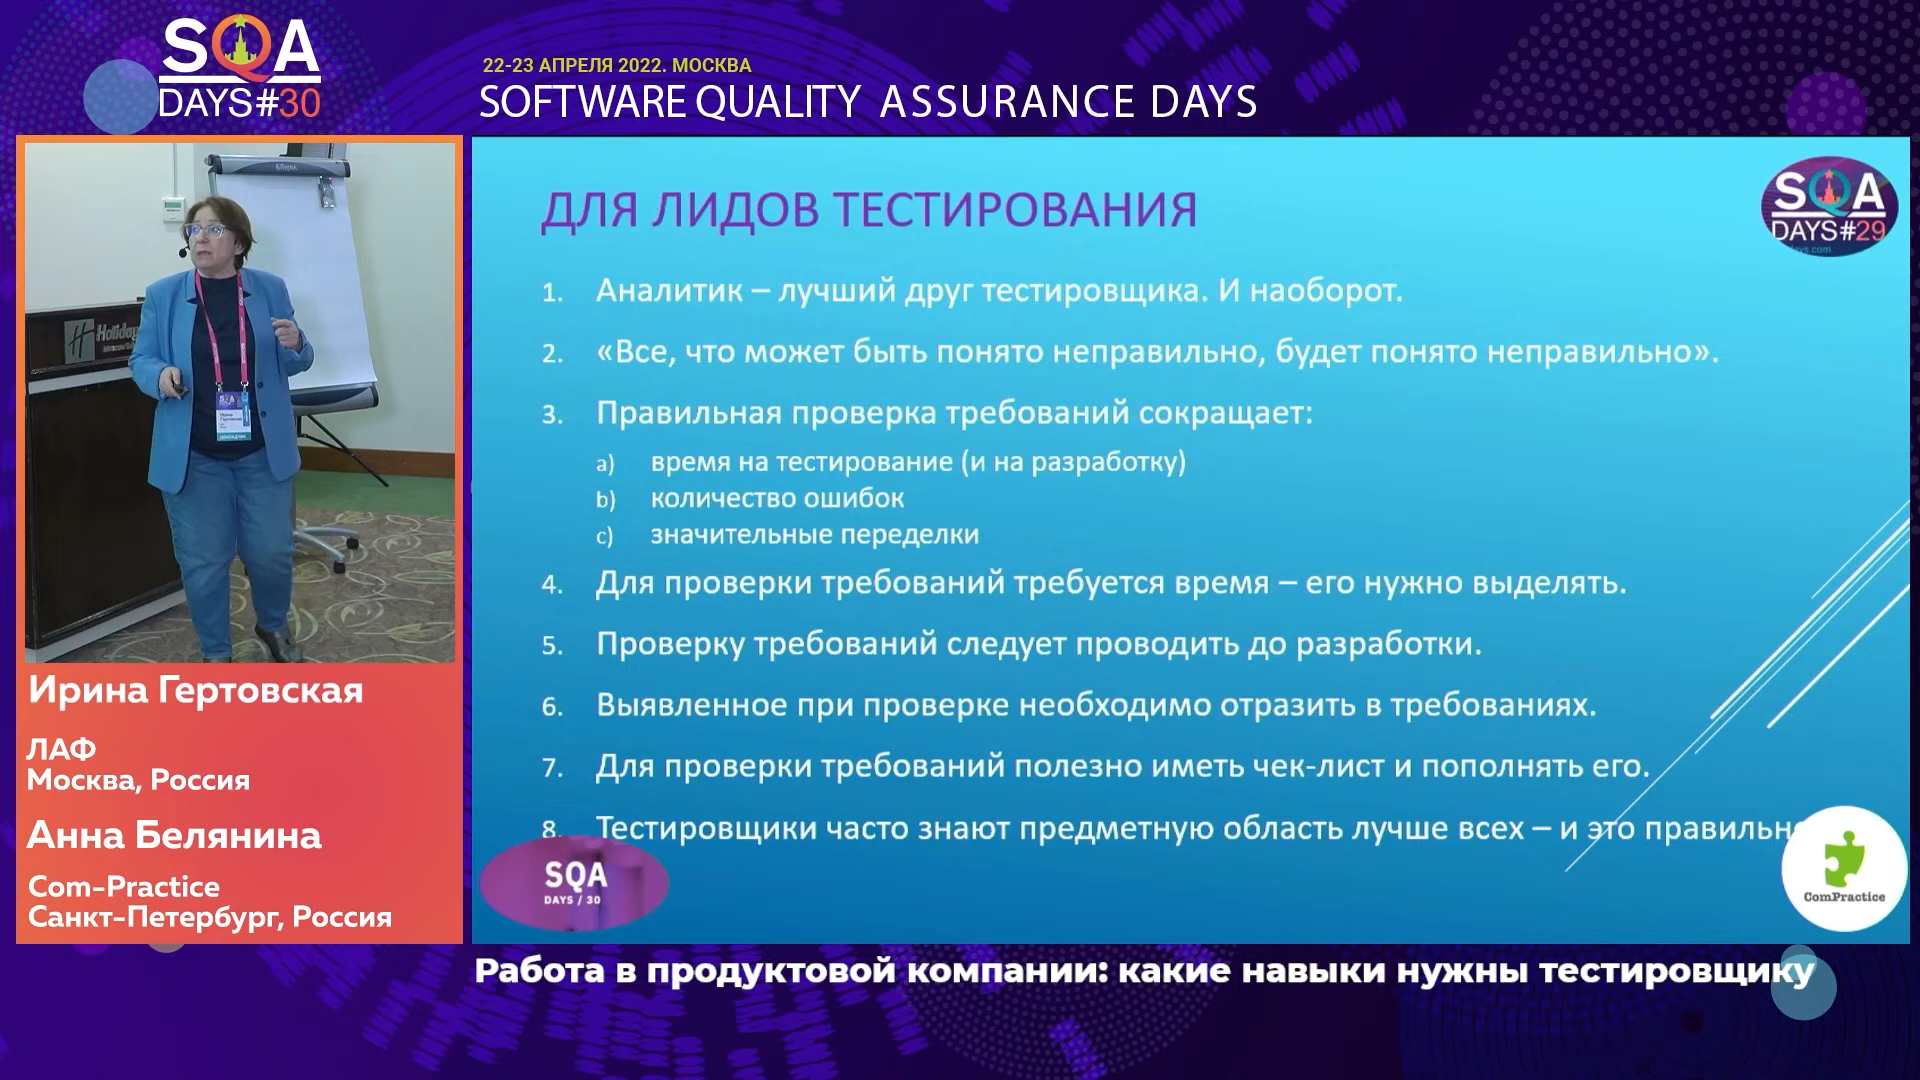 SQA
DAYS#30
22-23 АПРЕЛЯ 2022. МОСКВА
SOFTWARE QUALITY ASSURANCE DAYS
Holiday
SQA
Ирина Гертовская
ЛАФ
Москва, Россия
Анна Белянина
Com-Practice
Санкт-Петербург, Россия
ДЛЯ ЛИДОВ ТЕСТИРОВАНИЯ
SQA
DAYS#29
1. Аналитик – лучший друг тестировщика. И наоборот.
2. «Все, что может быть понято неправильно, будет понято неправильно».
3. Правильная проверка требований сокращает:
a) время на тестирование (и на разработку)
b) количество ошибок
c) значительные переделки
4. Для проверки требований требуется время – его нужно выделять.
5. Проверку требований следует проводить до разработки.
6. Выявленное при проверке необходимо отразить в требованиях.
7. Для проверки требований полезно иметь чек-лист и пополнять его.
8. Тестировщики часто знают предметную область лучше всех – и это правильно
SQA
DAYS / 30
ComPractice
Работа в продуктовой компании: какие навыки нужны тестировщику